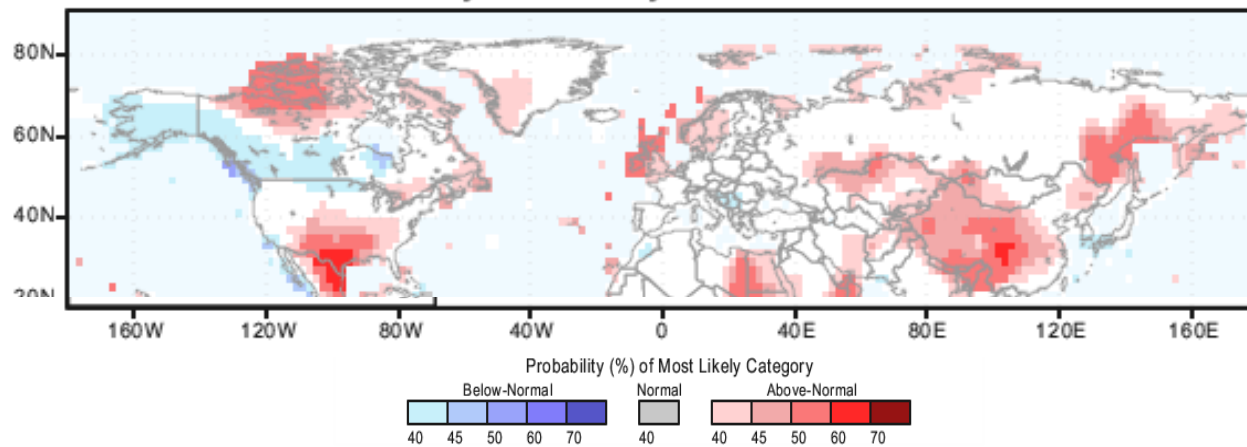 80N
60N
40N
20N
160W 120W 80W 40W 0 40E 80E 120E 160E
Probability (%) of Most Likely Category
Below-Normal Normal Above-Normal
40 45 50 60 70 40 40 45 50 60 70